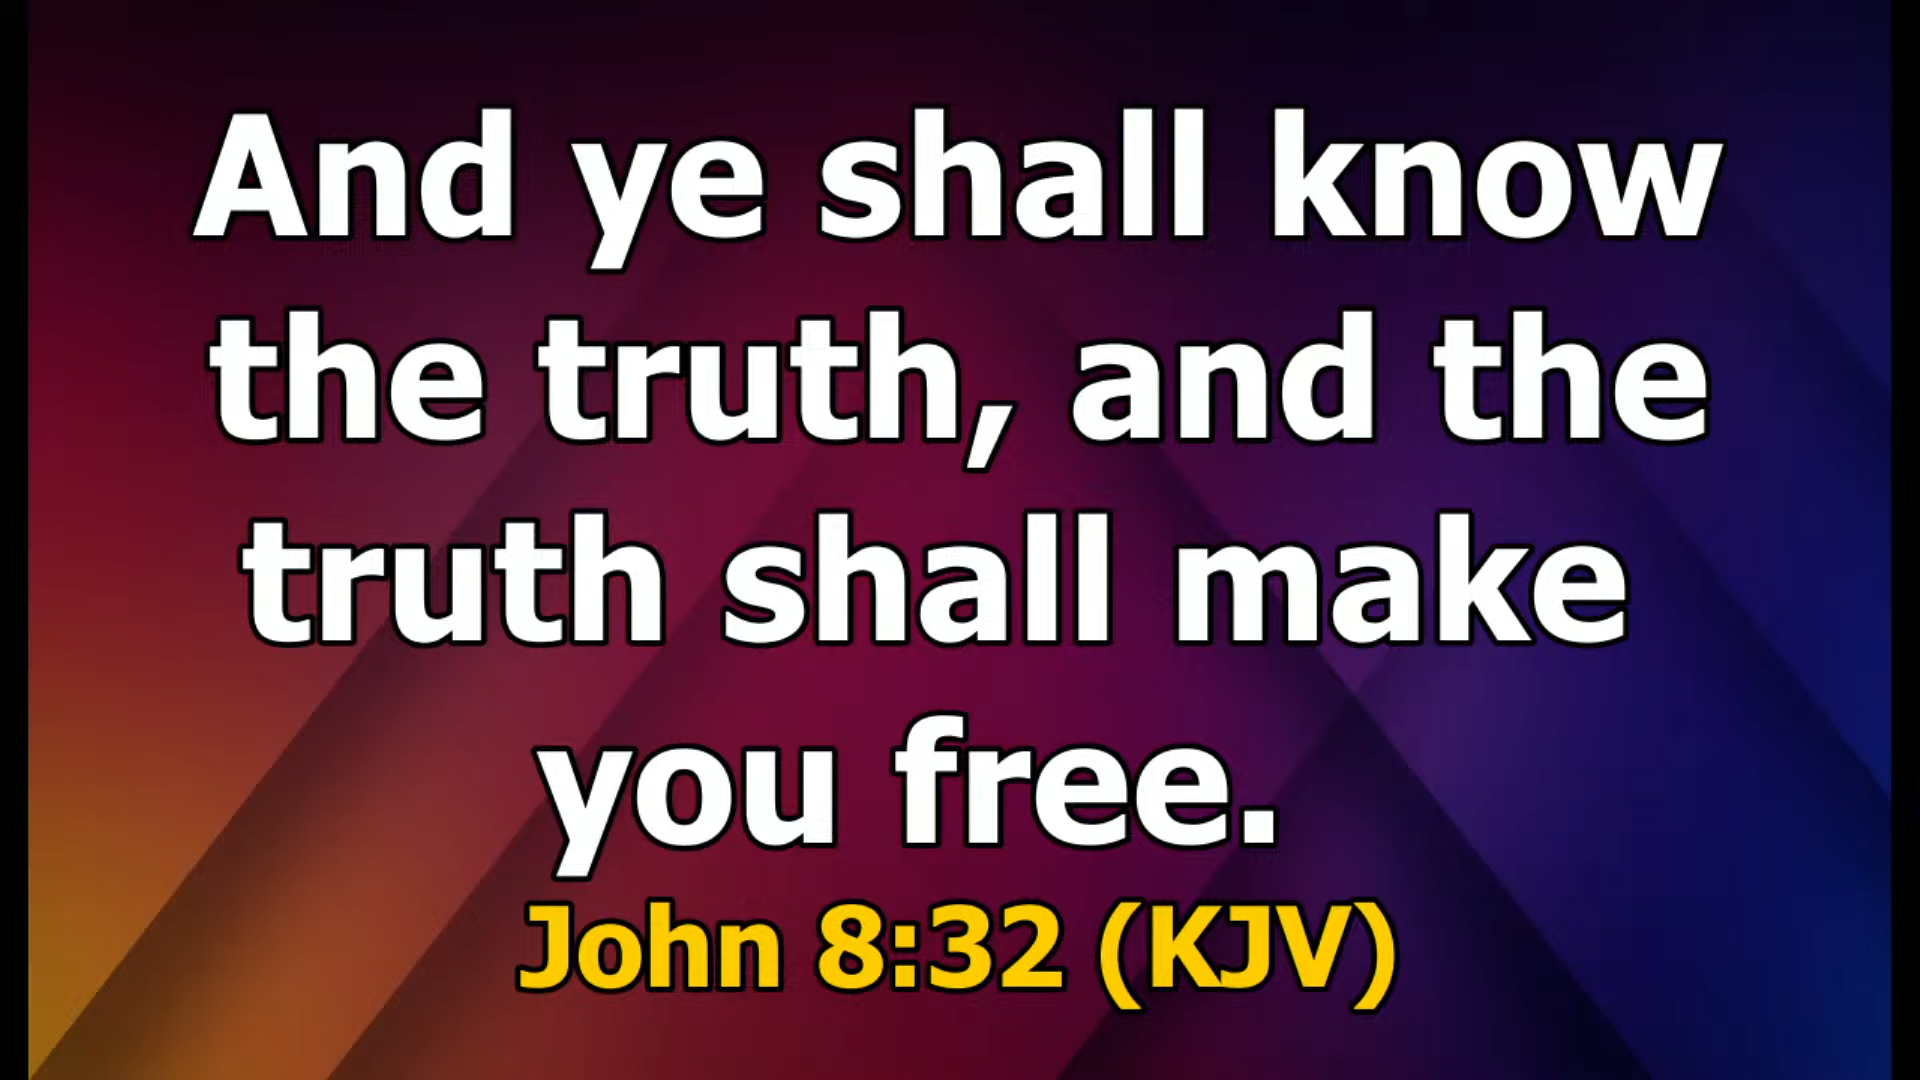 And ye shall know
the truth, and the
truth shall make
you free.
John 8:32 (KJV)